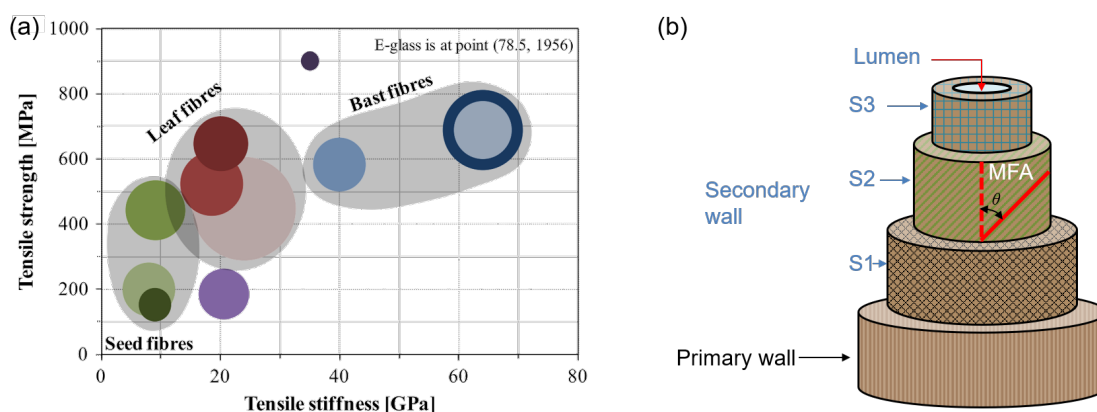 (a)
1000
800
600
400
200
0
Tensile strength [MPa]
E-glass is at point (78.5, 1956)
Leaf fibres
Bast fibres
Seed fibres
0
20
40
60
80
Tensile stiffness [GPa]
(b)
Lumen
S3
MFA
S2
θ
Secondary
wall
S1
Primary wall